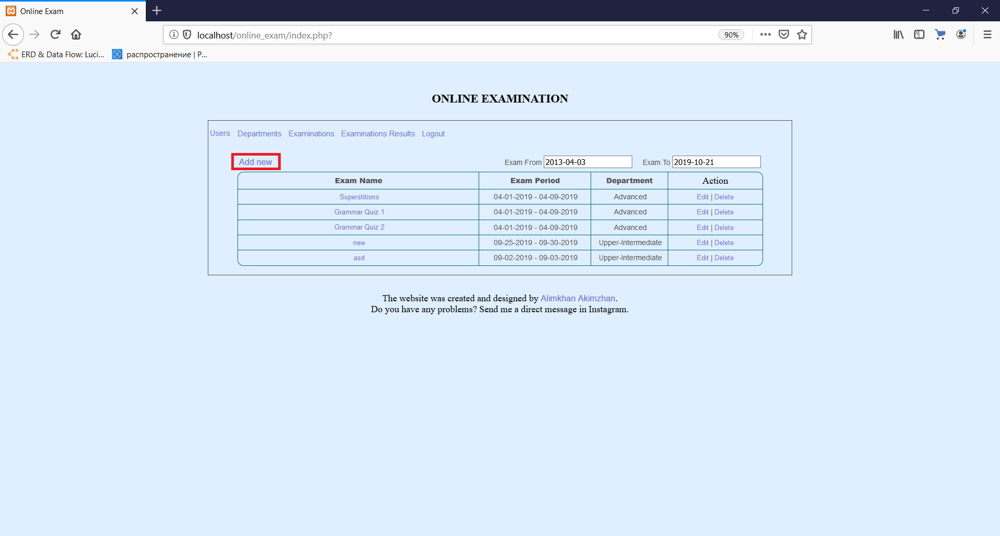 Online Exam
localhost/online_exam/index.php?
90%
ERD & Data Flow: Luci...
распространение | P...
ONLINE EXAMINATION
Users Departments Examinations Examinations Results Logout
Add new Exam From 2013-04-03 Exam To 2019-10-21
Exam Name Exam Period Department Action
Superstitions 04-01-2019 - 04-09-2019 Advanced Edit | Delete
Grammar Quiz 1 04-01-2019 - 04-09-2019 Advanced Edit | Delete
Grammar Quiz 2 04-01-2019 - 04-09-2019 Advanced Edit | Delete
new 09-25-2019 - 09-30-2019 Upper-Intermediate Edit | Delete
asd 09-02-2019 - 09-03-2019 Upper-Intermediate Edit | Delete
The website was created and designed by Alimkhan Akimzhan.
Do you have any problems? Send me a direct message in Instagram.